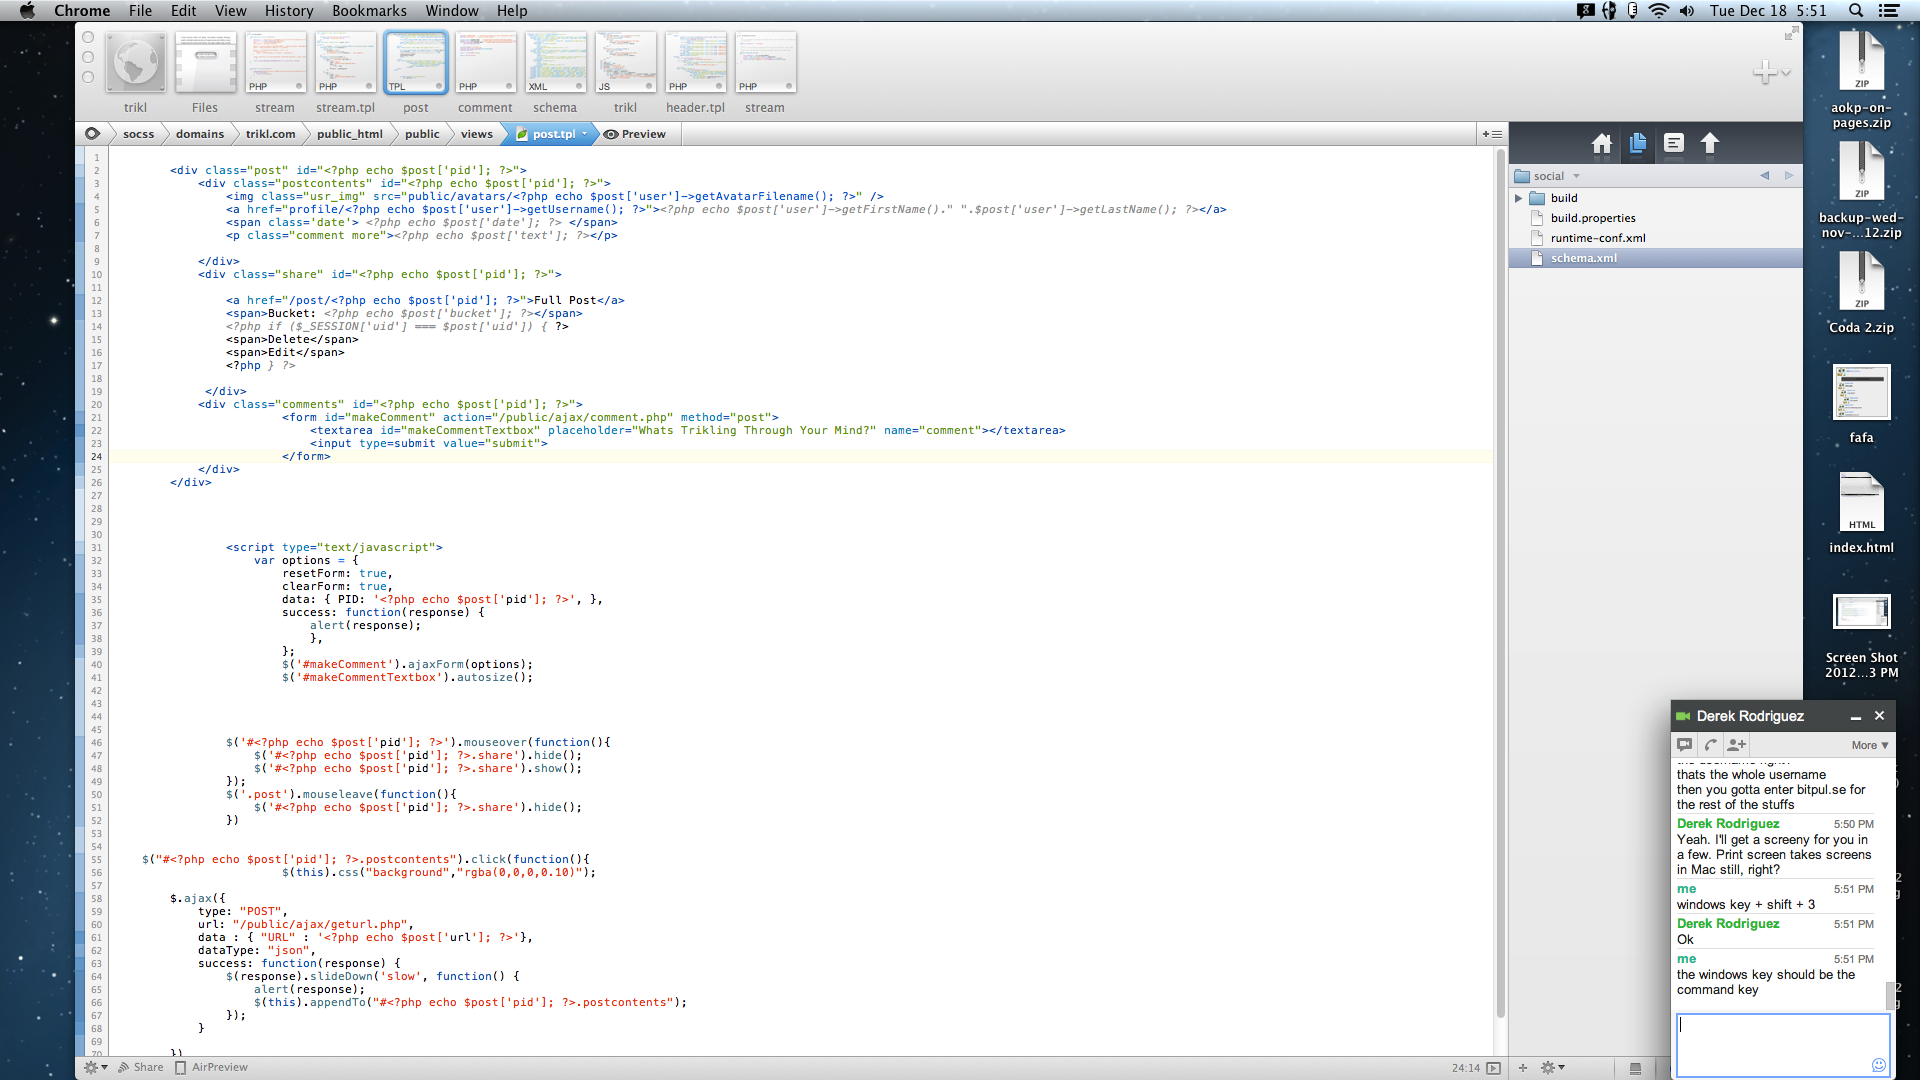 Chrome File Edit View History Bookmarks Window Help Tue Dec 18 5:51
PHP PHP TPL PHP XML JS PHP PHP
trikl Files stream stream.tpl post comment schema trikl header.tpl stream
socss domains trikl.com public_html public views post.tpl Preview
1
2 <div class="post" id="<?php echo $post['pid']; ?>">
3 <div class="postcontents" id="<?php echo $post['pid']; ?>">
4 <img class="usr_img" src="public/avatars/<?php echo $post['user']->getAvatarFilename(); ?>" />
5 <a href="profile/<?php echo $post['user']->getUsername(); ?>"><?php echo $post['user']->getFirstName()." ".$post['user']->getLastName(); ?></a>
6 <span class='date'> <?php echo $post['date']; ?> </span>
7 <p class="comment more"><?php echo $post['text']; ?></p>
8
9 </div>
10 <div class="share" id="<?php echo $post['pid']; ?>">
11
12 <a href="/post/<?php echo $post['pid']; ?>">Full Post</a>
13 <span>Bucket: <?php echo $post['bucket']; ?></span>
14 <?php if ($_SESSION['uid'] === $post['uid']) { ?>
15 <span>Delete</span>
16 <span>Edit</span>
17 <?php } ?>
18
19 </div>
20 <div class="comments" id="<?php echo $post['pid']; ?>">
21 <form id="makeComment" action="/public/ajax/comment.php" method="post">
22 <textarea id="makeCommentTextbox" placeholder="Whats Trikling Through Your Mind?" name="comment"></textarea>
23 <input type=submit value="submit">
24 </form>
25 </div>
26 </div>
27
28
29
30
31 <script type="text/javascript">
32 var options = {
33 resetForm: true,
34 clearForm: true,
35 data: { PID: '<?php echo $post['pid']; ?>', },
36 success: function(response) {
37 alert(response);
38 },
39 };
40 $('#makeComment').ajaxForm(options);
41 $('#makeCommentTextbox').autosize();
42
43
44
45
46 $('#<?php echo $post['pid']; ?>').mouseover(function(){
47 $('#<?php echo $post['pid']; ?>.share').hide();
48 $('#<?php echo $post['pid']; ?>.share').show();
49 });
50 $('.post').mouseleave(function(){
51 $('#<?php echo $post['pid']; ?>.share').hide();
52 })
53
54
55 $("#<?php echo $post['pid']; ?>.postcontents").click(function(){
56 $(this).css("background","rgba(0,0,0,0.10)");
57
58 $.ajax({
59 type: "POST",
60 url: "/public/ajax/geturl.php",
61 data : { "URL" : '<?php echo $post['url']; ?>'},
62 dataType: "json",
63 success: function(response) {
64 $(response).slideDown('slow', function() {
65 alert(response);
66 $(this).appendTo("#<?php echo $post['pid']; ?>.postcontents");
67 });
68 }
69
70 })
Share AirPreview 24:14
social
build
build.properties
runtime-conf.xml
schema.xml
ZIP
aokp-on-
pages.zip
ZIP
backup-wed-
nov-...12.zip
ZIP
Coda 2.zip
fafa
HTML
index.html
Screen Shot
2012...3 PM
Derek Rodriguez
More
the username right?
thats the whole username
then you gotta enter bitpul.se for
the rest of the stuffs
Derek Rodriguez 5:50 PM
Yeah. I'll get a screeny for you in
a few. Print screen takes screens
in Mac still, right?
me 5:51 PM
windows key + shift + 3
Derek Rodriguez 5:51 PM
Ok
me 5:51 PM
the windows key should be the
command key